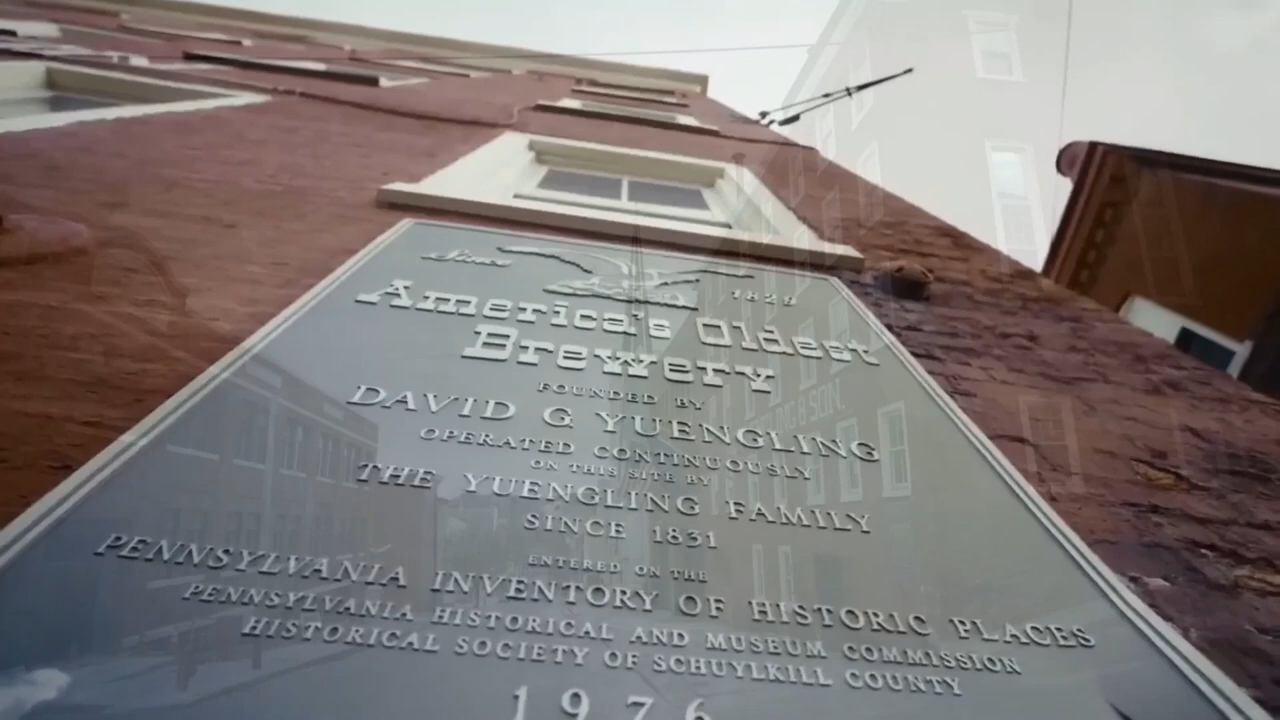 Since 1829
America's Oldest
Brewery
FOUNDED BY
DAVID G. YUENGLING
OPERATED CONTINUOUSLY
ON THIS SITE BY
THE YUENGLING FAMILY
SINCE 1831
ENTERED ON THE
PENNSYLVANIA INVENTORY OF HISTORIC PLACES
PENNSYLVANIA HISTORICAL AND MUSEUM COMMISSION
HISTORICAL SOCIETY OF SCHUYLKILL COUNTY
1976
& SON